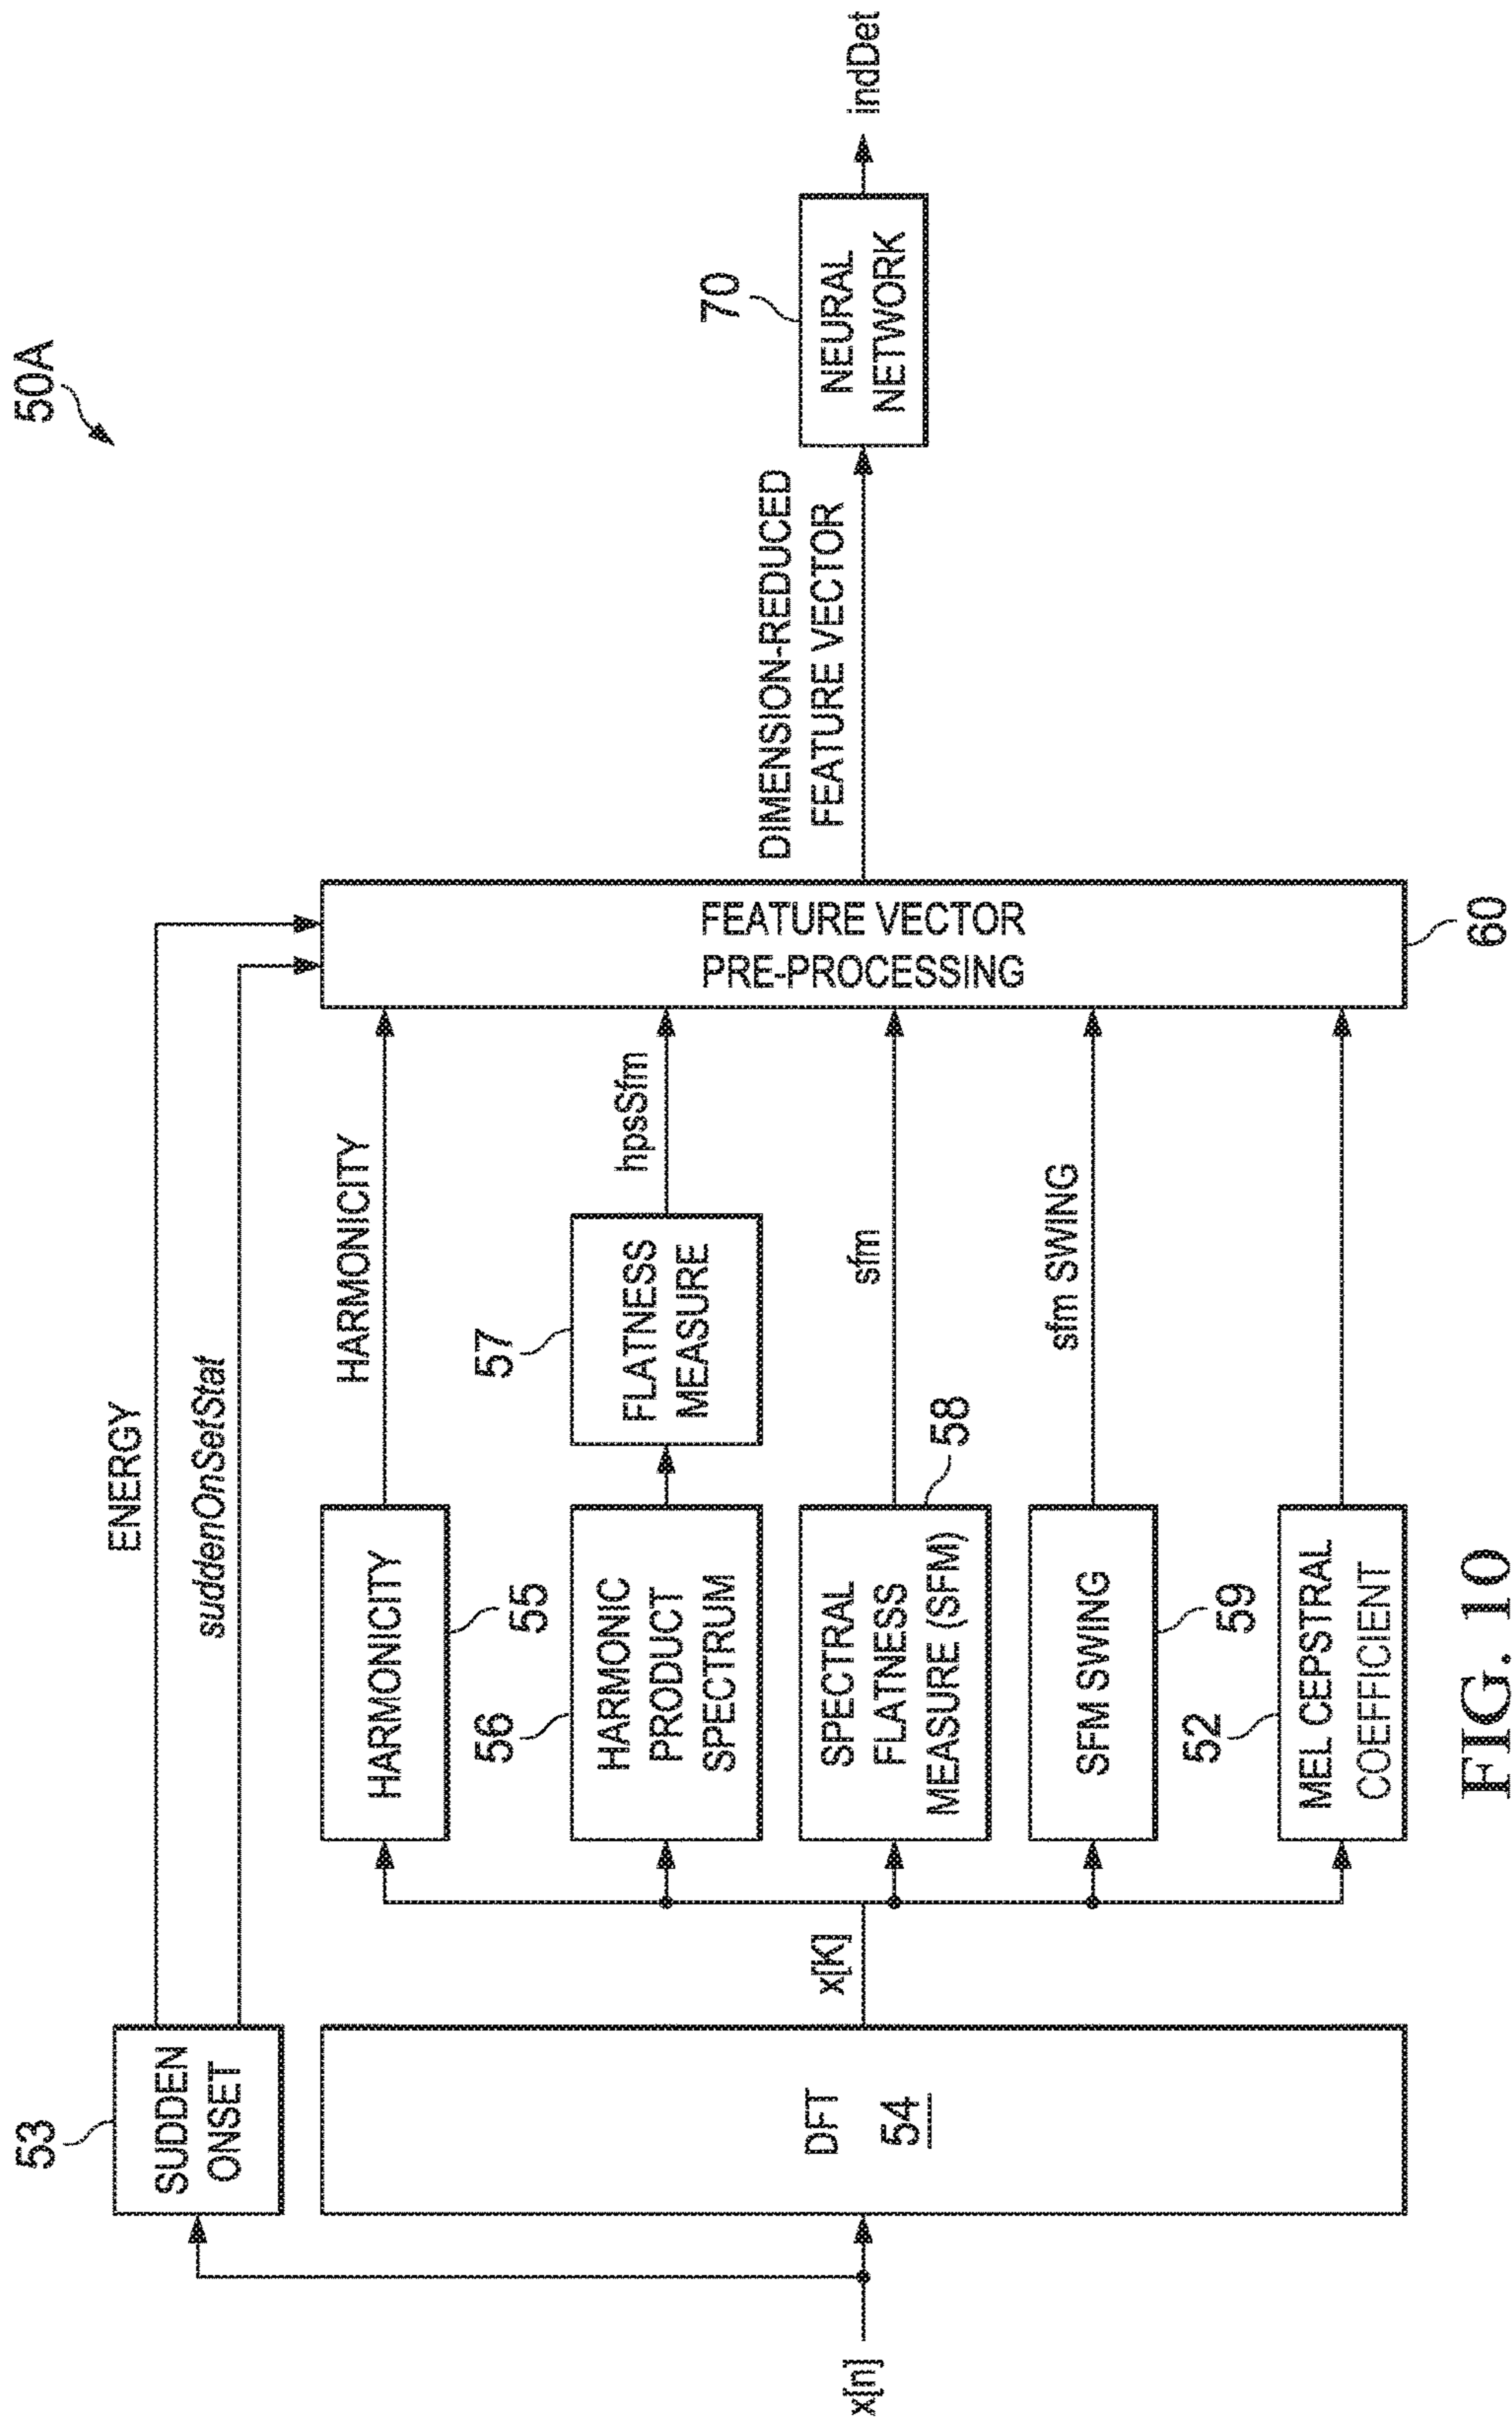 50A
53
SUDDEN
ONSET
ENERGY
suddenOnSetStat
x[n]
DFT
54
x[K]
HARMONICITY
55
HARMONICITY
56
HARMONIC
PRODUCT
SPECTRUM
57
FLATNESS
MEASURE
hpsSfm
SPECTRAL
FLATNESS
MEASURE (SFM)
58
sfm
SFM SWING
59
sfm SWING
52
MEL CEPSTRAL
COEFFICIENT
FEATURE VECTOR
PRE-PROCESSING
60
DIMENSION-REDUCED
FEATURE VECTOR
70
NEURAL
NETWORK
indDet
FIG. 10